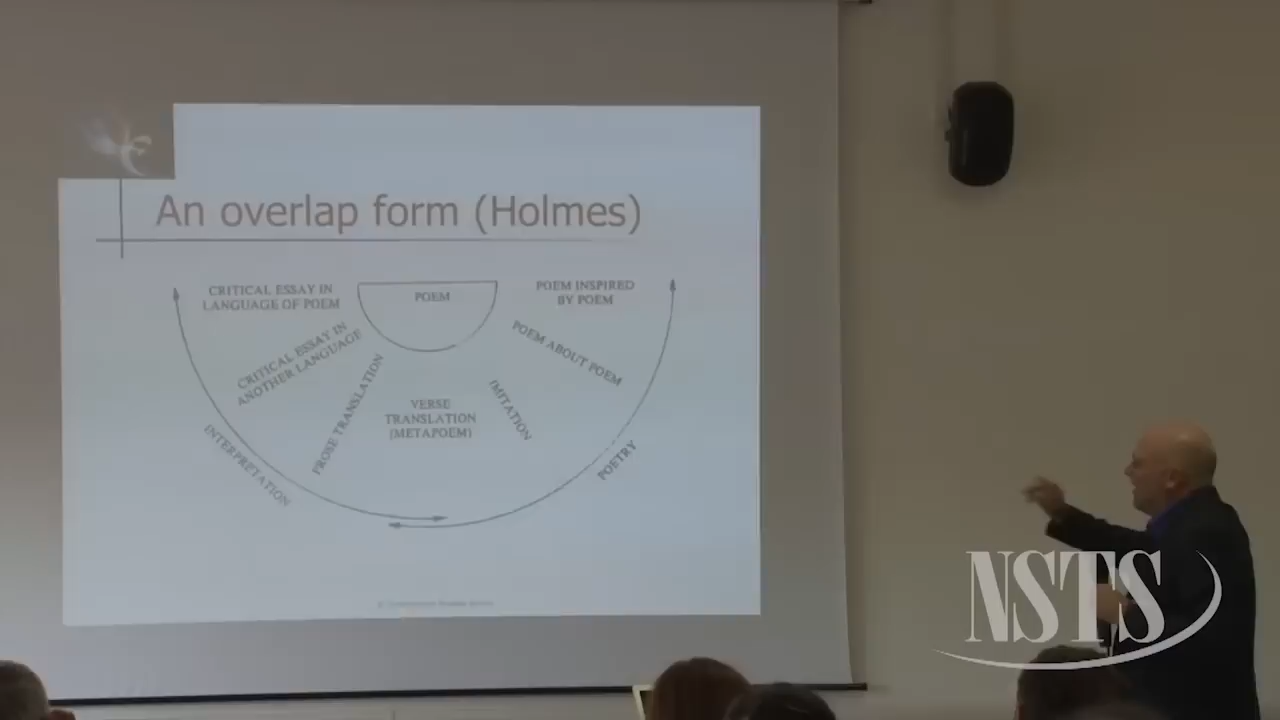 An overlap form (Holmes)
CRITICAL ESSAY IN
LANGUAGE OF POEM
POEM
POEM INSPIRED
BY POEM
CRITICAL ESSAY IN
ANOTHER LANGUAGE
POEM ABOUT POEM
PROSE TRANSLATION
VERSE
TRANSLATION
(METAPOEM)
IMITATION
INTERPRETATION
POETRY
NSTS